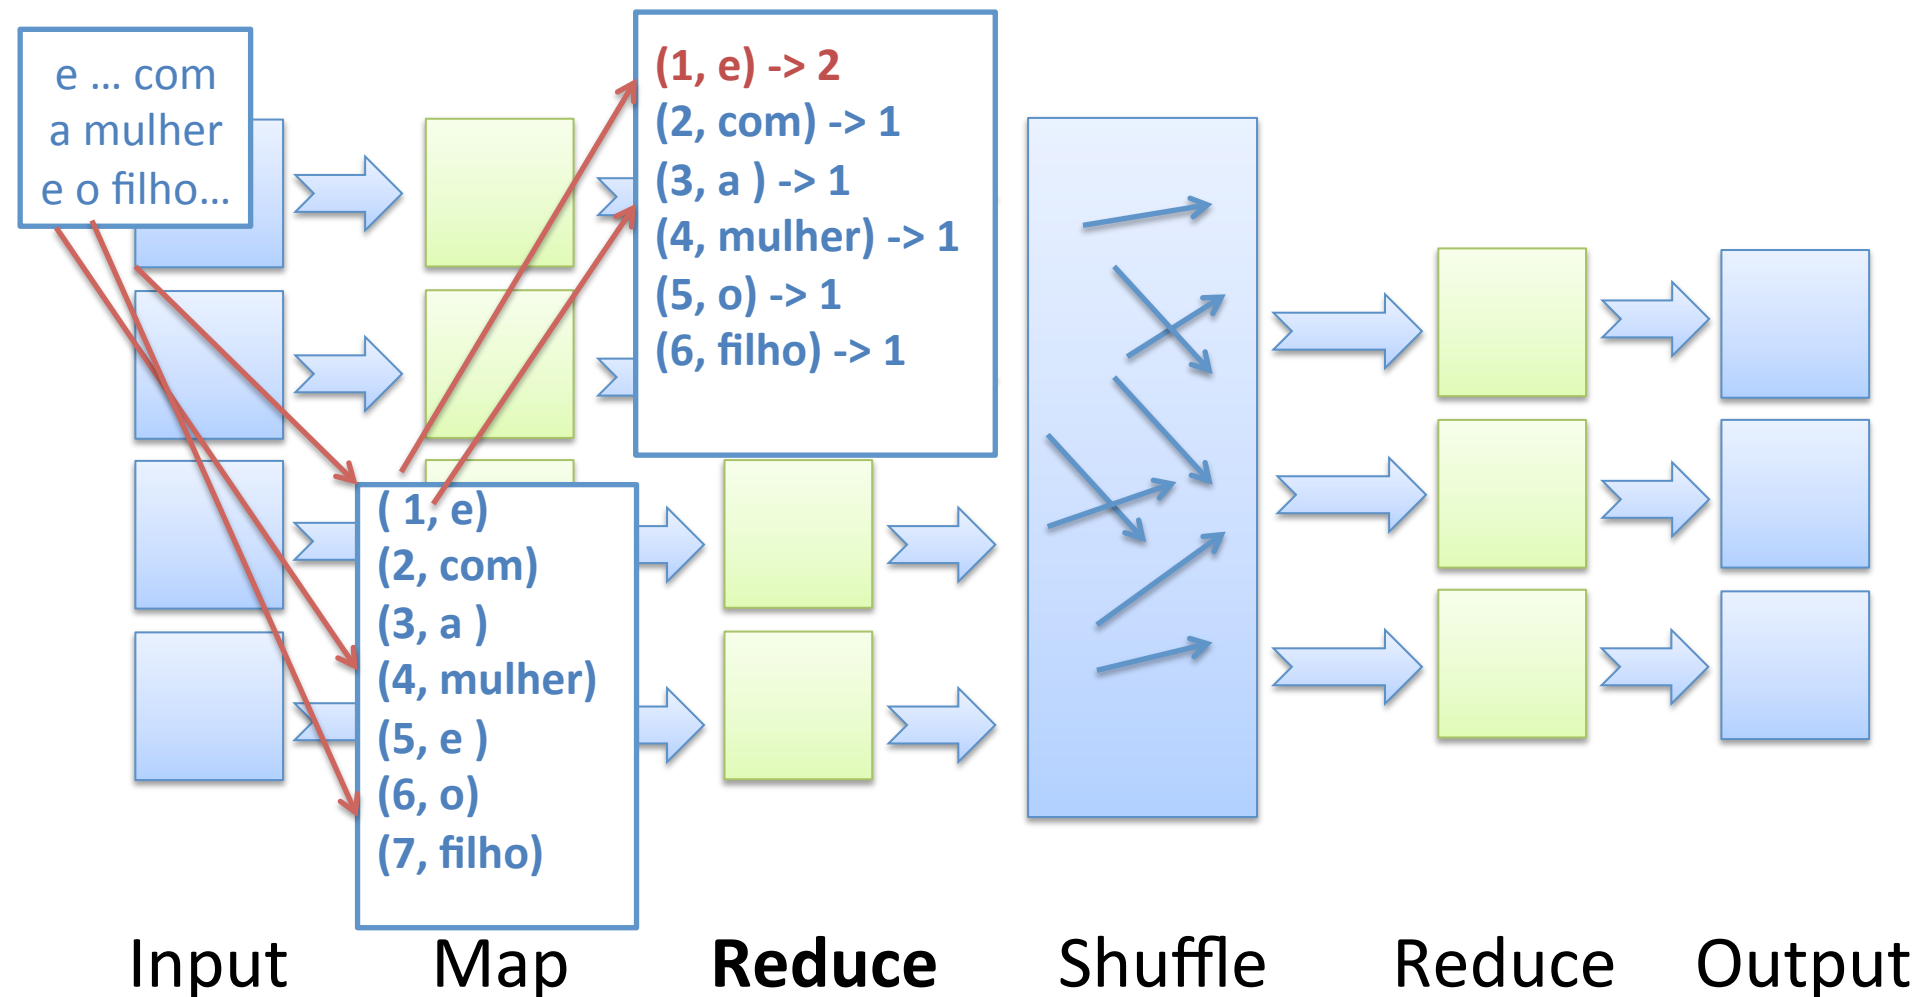 e ... com
a mulher
e o filho...
(1, e) -> 2
(2, com) -> 1
(3, a ) -> 1
(4, mulher) -> 1
(5, o) -> 1
(6, filho) -> 1
( 1, e)
(2, com)
(3, a )
(4, mulher)
(5, e )
(6, o)
(7, filho)
Input Map Reduce Shuffle Reduce Output